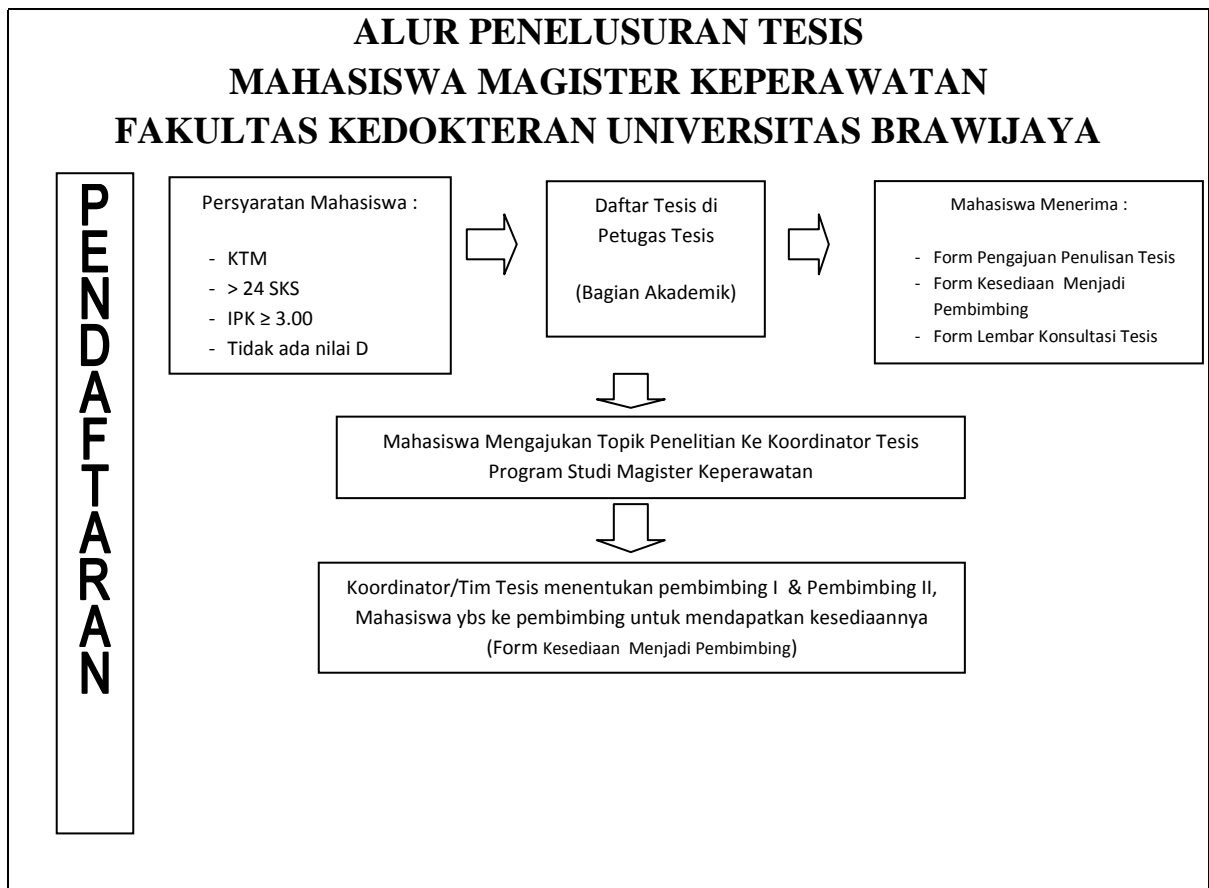 ALUR PENELUSURAN TESIS
MAHASISWA MAGISTER KEPERAWATAN
FAKULTAS KEDOKTERAN UNIVERSITAS BRAWIJAYA
PENDAFTARAN
Persyaratan Mahasiswa :
- KTM
- > 24 SKS
- IPK ≥ 3.00
- Tidak ada nilai D
Daftar Tesis di
Petugas Tesis
(Bagian Akademik)
Mahasiswa Menerima :
- Form Pengajuan Penulisan Tesis
- Form Kesediaan Menjadi
Pembimbing
- Form Lembar Konsultasi Tesis
Mahasiswa Mengajukan Topik Penelitian Ke Koordinator Tesis
Program Studi Magister Keperawatan
Koordinator/Tim Tesis menentukan pembimbing I & Pembimbing II,
Mahasiswa ybs ke pembimbing untuk mendapatkan kesediaannya
(Form Kesediaan Menjadi Pembimbing)